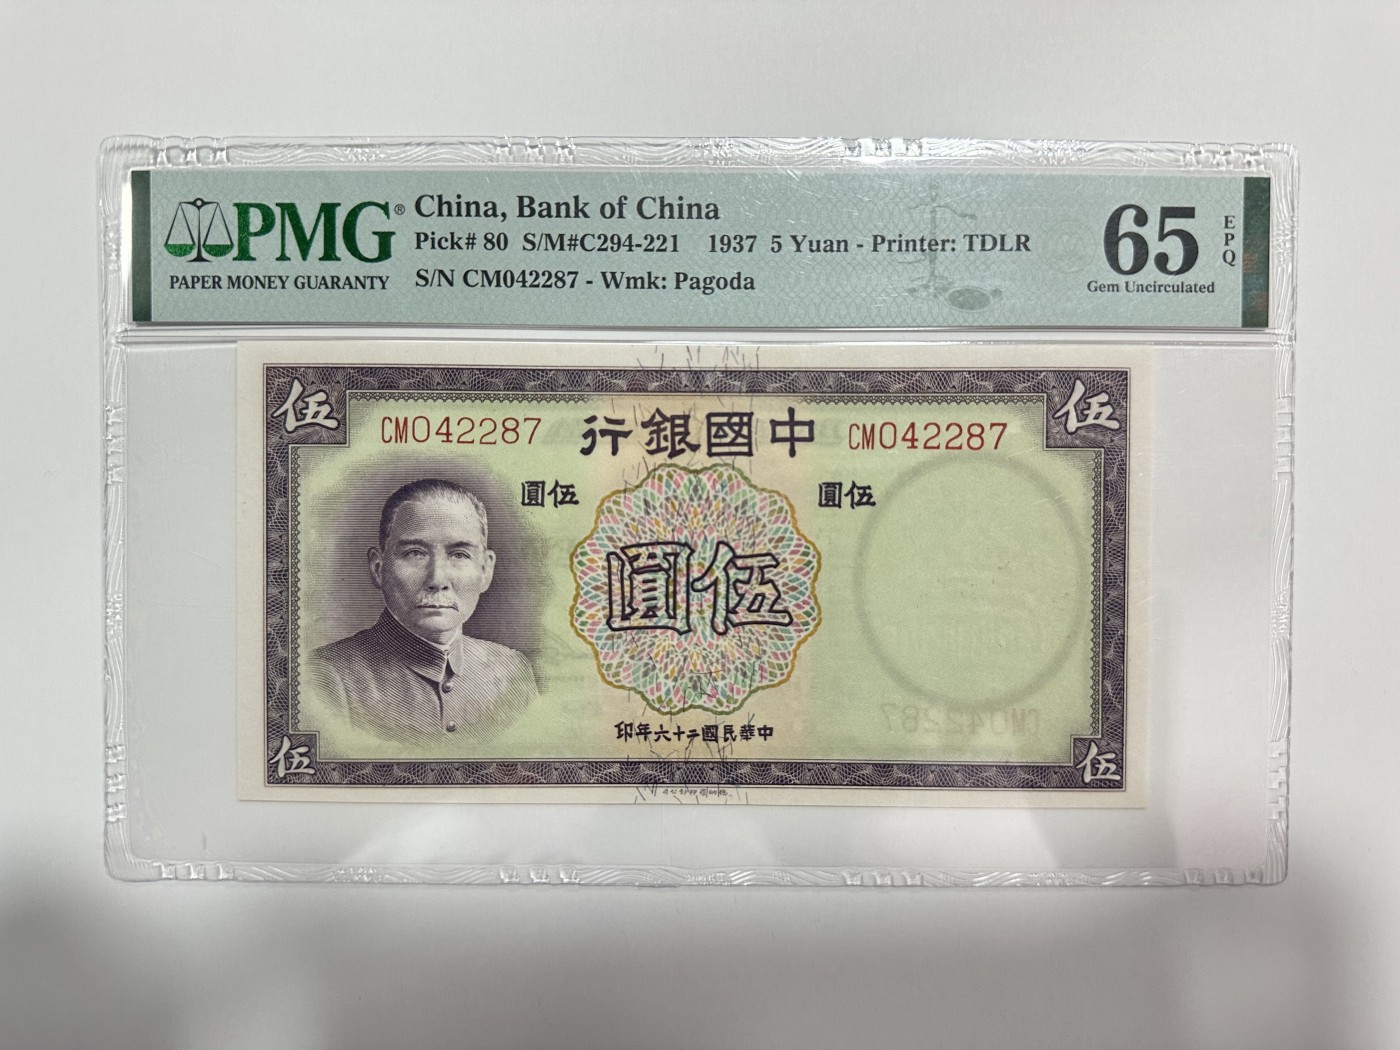 PMG®
PAPER MONEY GUARANTY
China, Bank of China
Pick# 80 S/M#C294-221 1937 5 Yuan - Printer: TDLR
S/N CM042287 - Wmk: Pagoda
65
EPQ
Gem Uncirculated
伍
伍
CM042287
行銀國中
CM042287
圓伍
圓伍
圓伍
印年六十二國民華中
CM042287
伍
伍